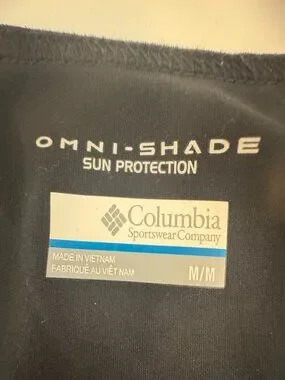 OMNI-SHADE
SUN PROTECTION
Columbia
Sportswear Company
MADE IN VIETNAM
FABRIQUÉ AU VIÊT NAM
M/M